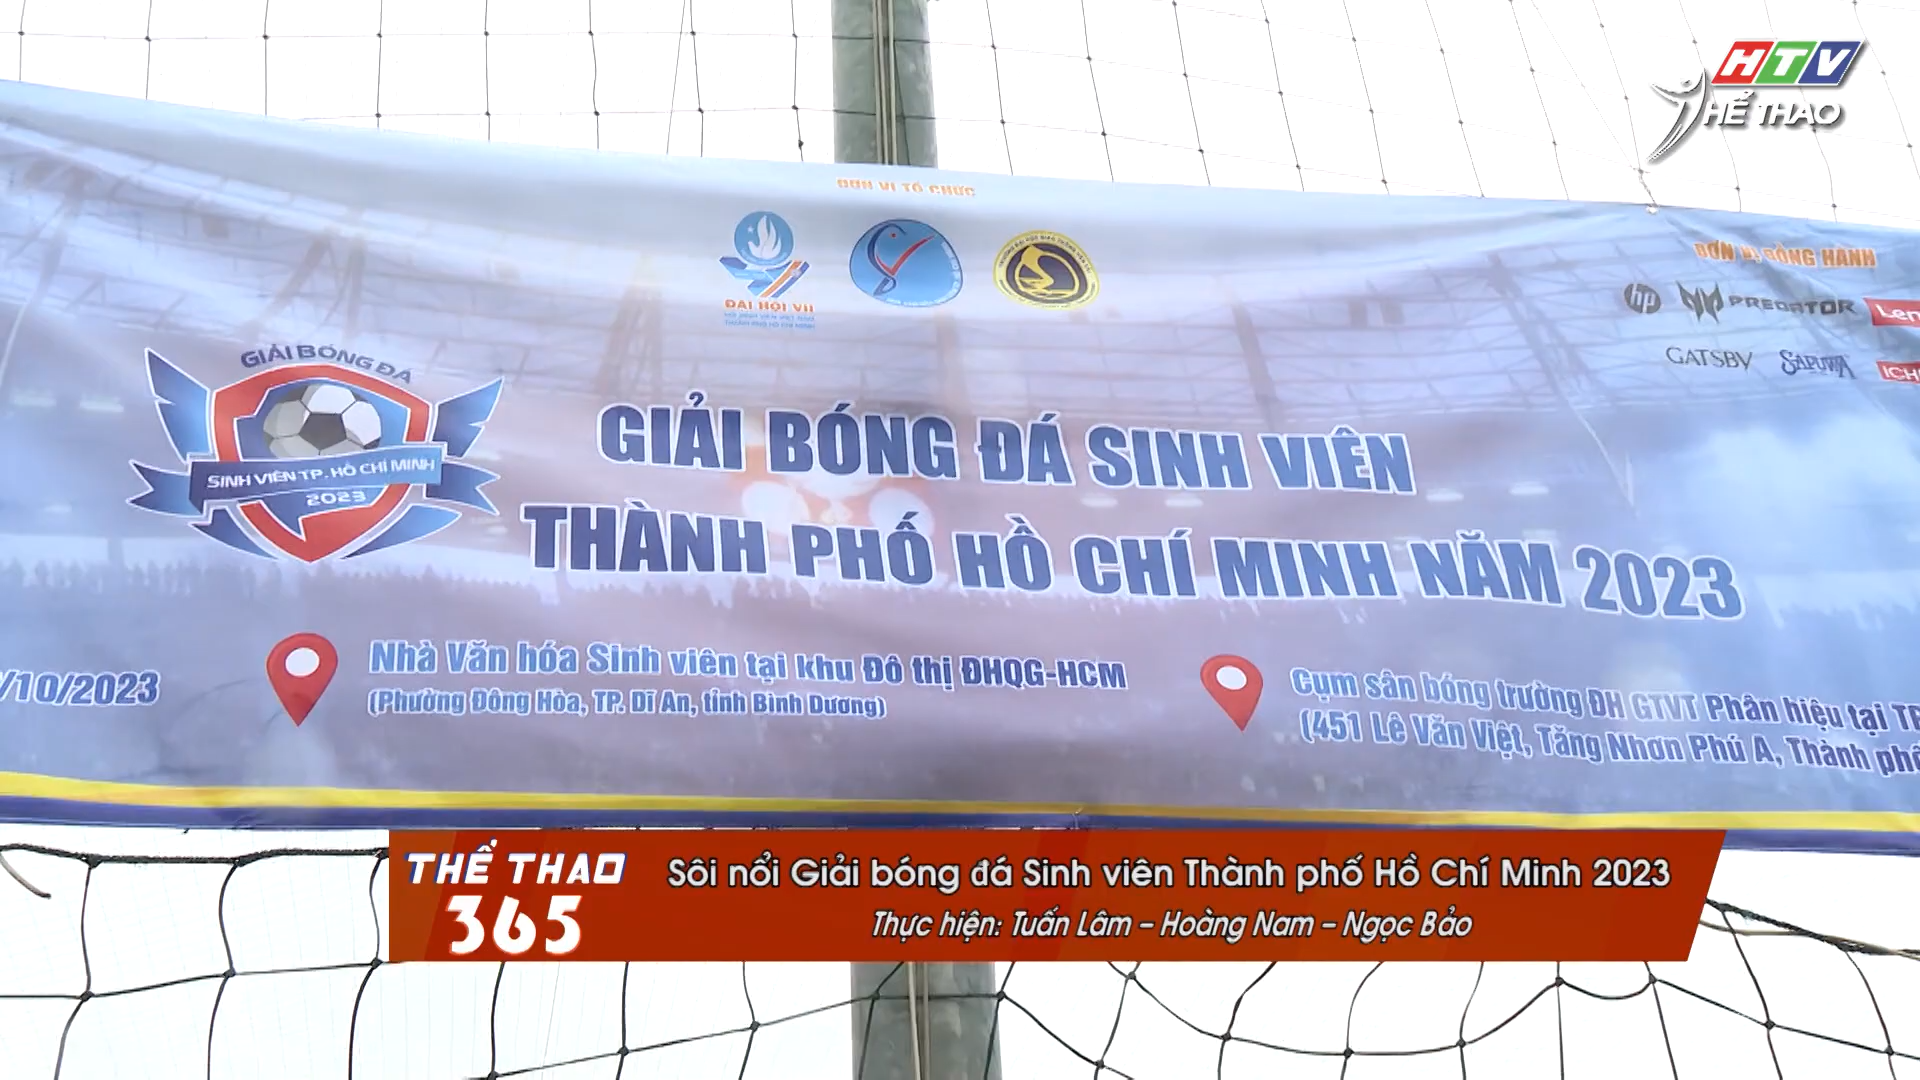 HTV
THỂ THAO
ĐƠN VỊ TỔ CHỨC
ĐẠI HỘI VII
ĐƠN VỊ ĐỒNG HÀNH
hp PREDATOR Len
GATSBY SAPUWA ICH
GIẢI BÓNG ĐÁ
SINH VIÊN TP. HỒ CHÍ MINH
2023
GIẢI BÓNG ĐÁ SINH VIÊN
THÀNH PHỐ HỒ CHÍ MINH NĂM 2023
/10/2023
Nhà Văn hóa Sinh viên tại khu Đô thị ĐHQG-HCM
(Phường Đông Hòa, TP. Dĩ An, tỉnh Bình Dương)
Cụm sân bóng trường ĐH GTVT Phân hiệu tại TP
(451 Lê Văn Việt, Tăng Nhơn Phú A, Thành phố
THỂ THAO
365
Sôi nổi Giải bóng đá Sinh viên Thành phố Hồ Chí Minh 2023
Thực hiện: Tuấn Lâm – Hoàng Nam – Ngọc Bảo